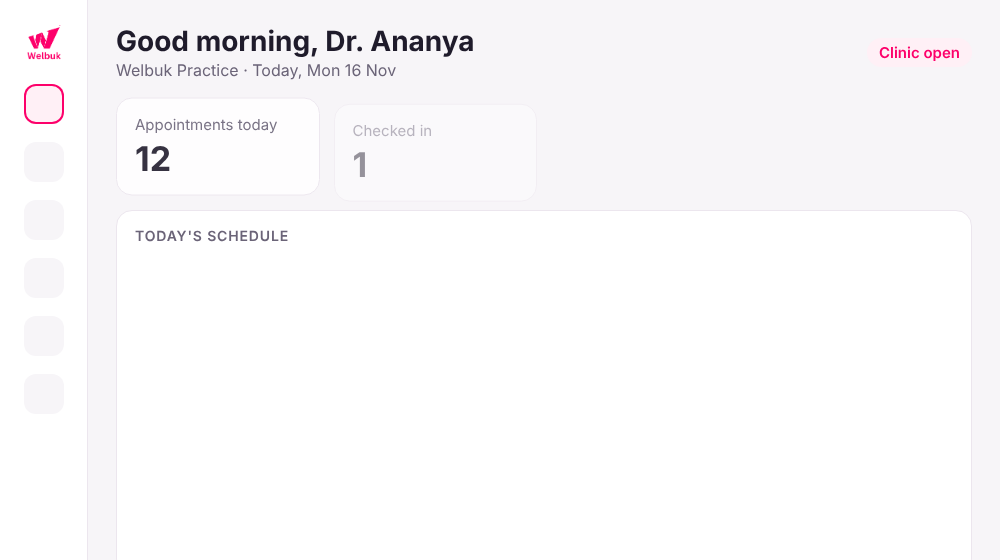 Welbuk
Good morning, Dr. Ananya
Welbuk Practice · Today, Mon 16 Nov
Clinic open
Appointments today
12
Checked in
1
TODAY'S SCHEDULE